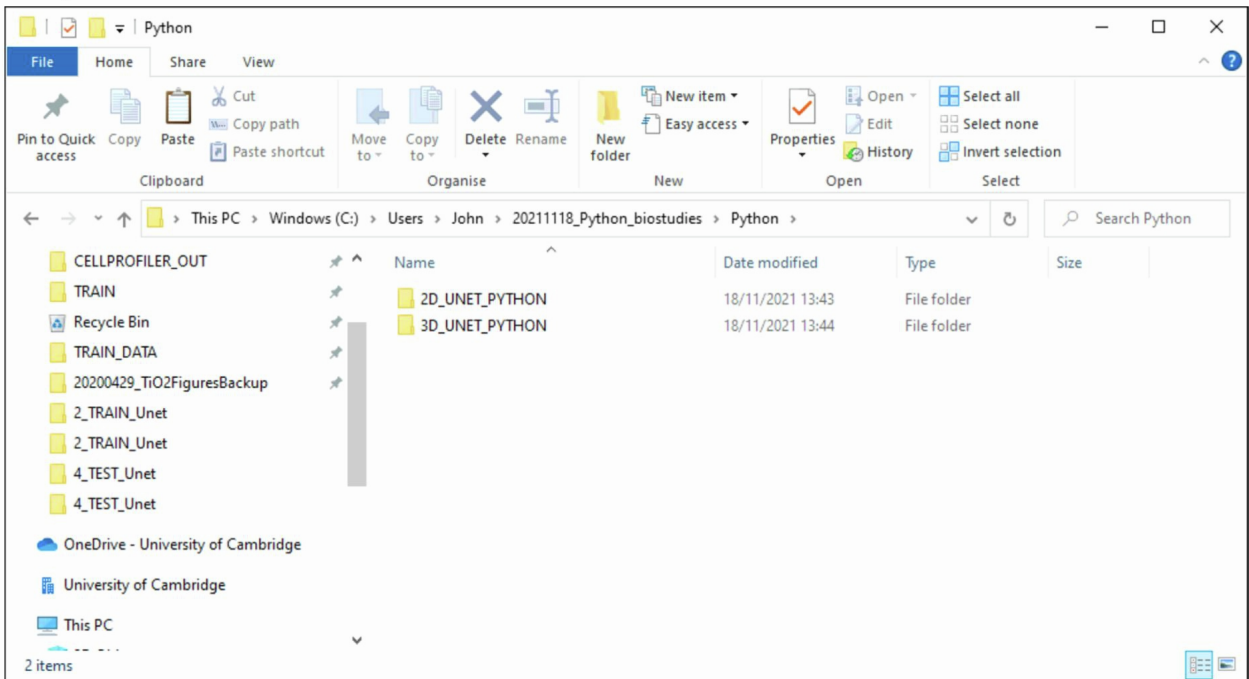 Python
File Home Share View
Pin to Quick access
Copy
Paste
Cut
Copy path
Paste shortcut
Clipboard
Move to
Copy to
Delete
Rename
Organise
New folder
New item
Easy access
New
Properties
Open
Edit
History
Open
Select all
Select none
Invert selection
Select
This PC > Windows (C:) > Users > John > 20211118_Python_biostudies > Python >
Search Python
CELLPROFILER_OUT
TRAIN
Recycle Bin
TRAIN_DATA
20200429_TiO2FiguresBackup
2_TRAIN_Unet
2_TRAIN_Unet
4_TEST_Unet
4_TEST_Unet
OneDrive - University of Cambridge
University of Cambridge
This PC
Name Date modified Type Size
2D_UNET_PYTHON 18/11/2021 13:43 File folder
3D_UNET_PYTHON 18/11/2021 13:44 File folder
2 items